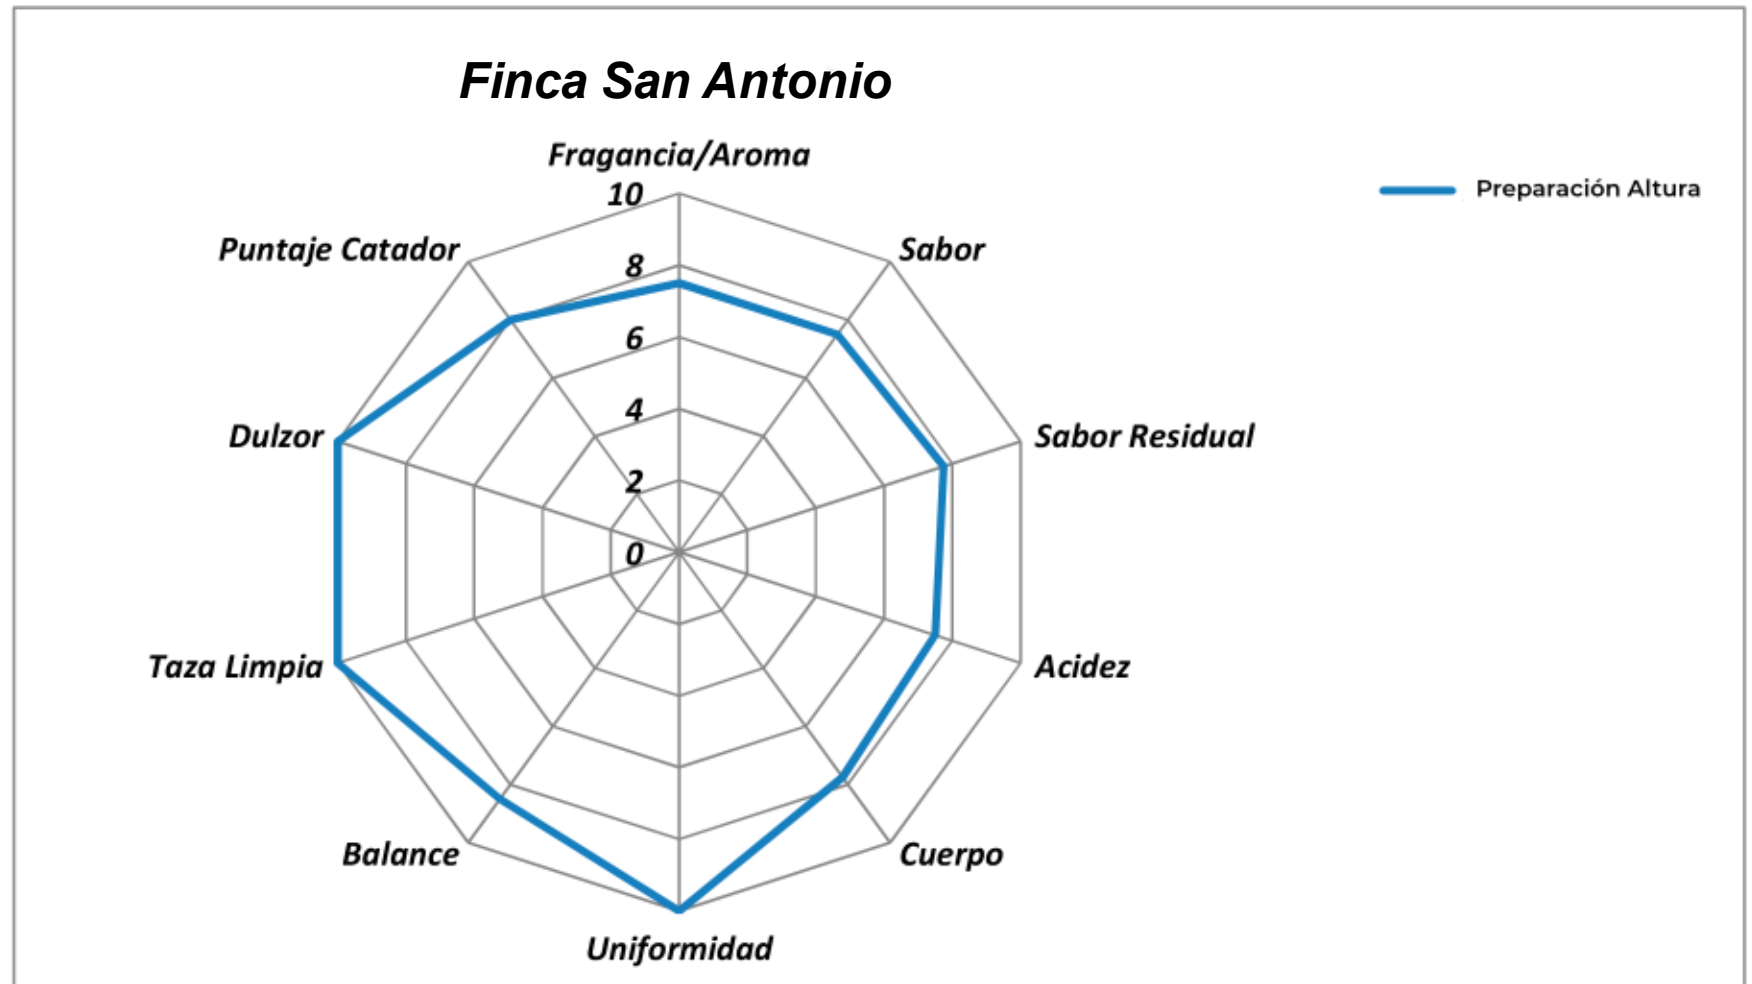 Finca San Antonio
Fragancia/Aroma
10
Preparación Altura
Puntaje Catador
Sabor
8
6
4
Dulzor
Sabor Residual
2
0
Taza Limpia
Acidez
Balance
Cuerpo
Uniformidad